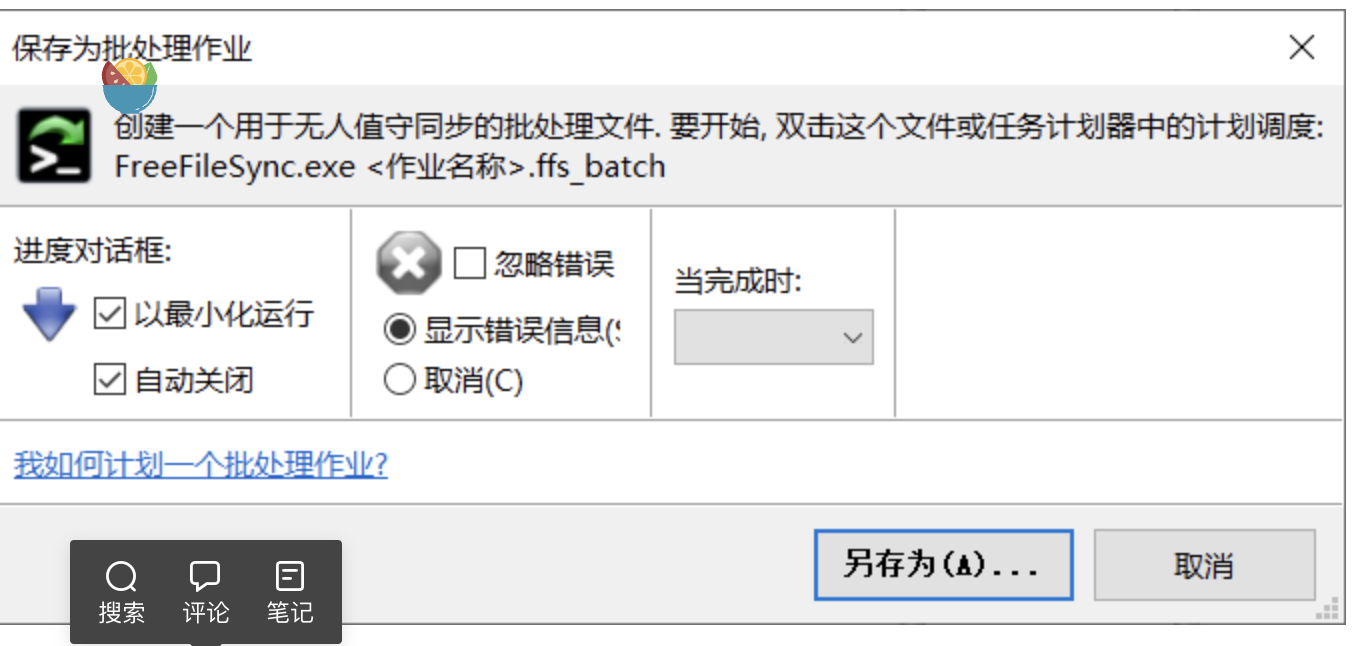 保存为批处理作业
创建一个用于无人值守同步的批处理文件. 要开始, 双击这个文件或任务计划器中的计划调度:
FreeFileSync.exe <作业名称>.ffs_batch
进度对话框:
以最小化运行
自动关闭
忽略错误
显示错误信息(
取消(C)
当完成时:
我如何计划一个批处理作业?
另存为(A)...
取消
搜索
评论
笔记